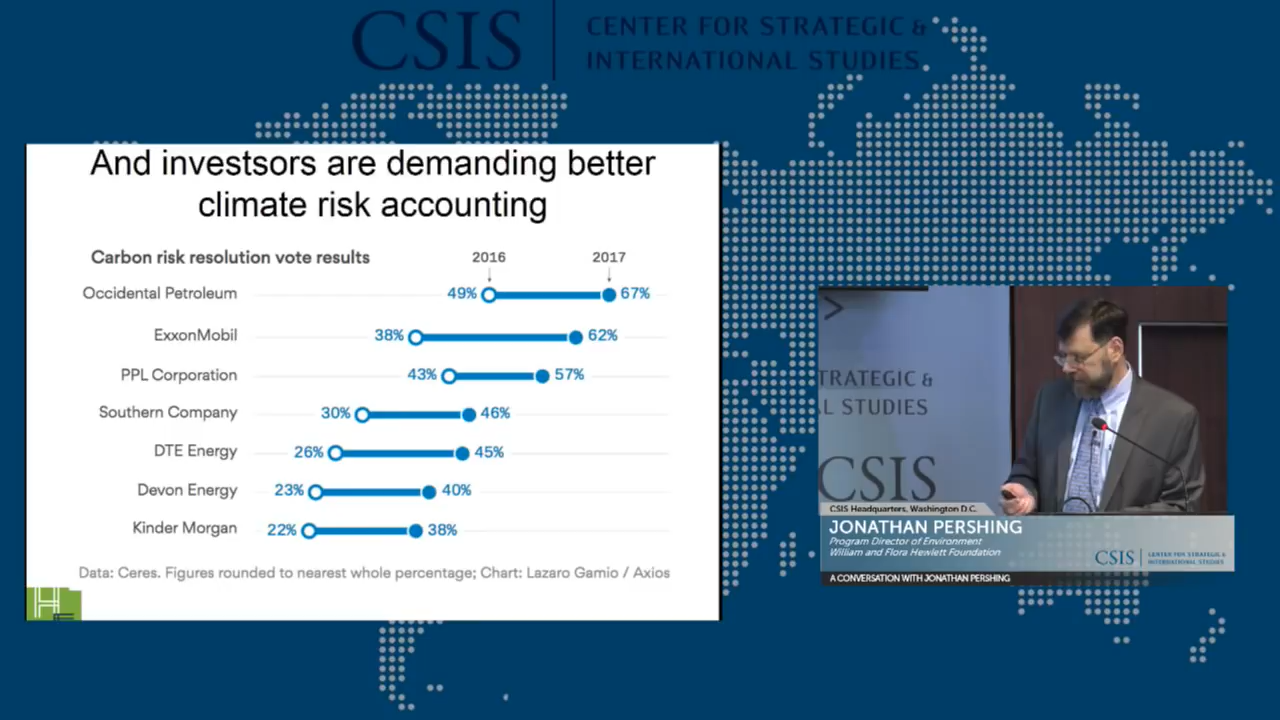 CSIS
CENTER FOR STRATEGIC &
INTERNATIONAL STUDIES
And investsors are demanding better
climate risk accounting
Carbon risk resolution vote results
2016
2017
Occidental Petroleum 49% 67%
ExxonMobil 38% 62%
PPL Corporation 43% 57%
Southern Company 30% 46%
DTE Energy 26% 45%
Devon Energy 23% 40%
Kinder Morgan 22% 38%
Data: Ceres. Figures rounded to nearest whole percentage; Chart: Lazaro Gamio / Axios
H
TRATEGIC &
L STUDIES
CSIS
CSIS Headquarters, Washington D.C.
JONATHAN PERSHING
Program Director of Environment
William and Flora Hewlett Foundation
CSIS
CENTER FOR STRATEGIC &
INTERNATIONAL STUDIES
A CONVERSATION WITH JONATHAN PERSHING